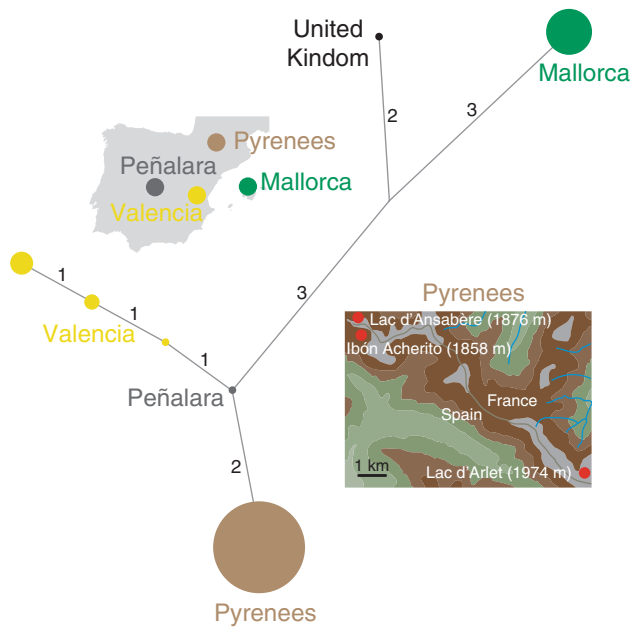 United
Kindom
Mallorca
2
3
Pyrenees
Peñalara
Mallorca
Valencia
1
1
Valencia
1
3
Peñalara
2
Pyrenees
Pyrenees
Lac d'Ansabère (1876 m)
Ibón Acherito (1858 m)
France
Spain
Lac d'Arlet (1974 m)
1 km